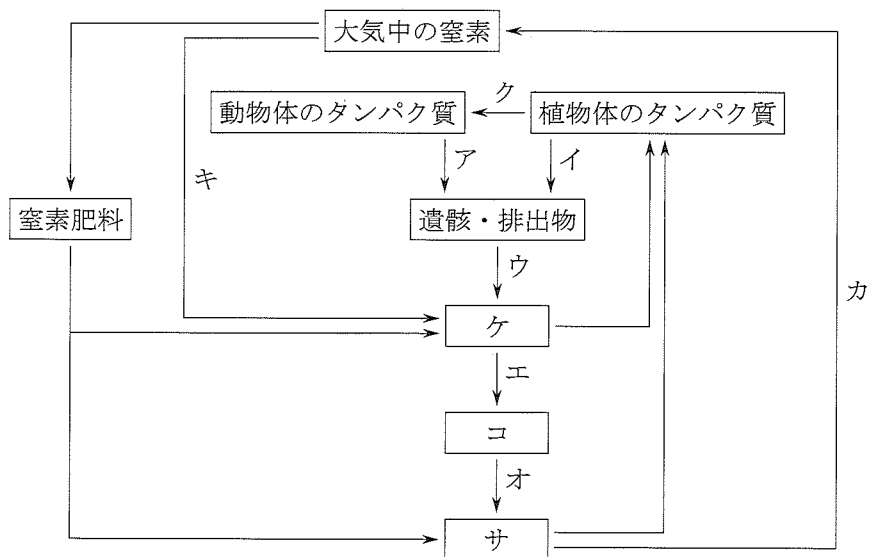 大気中の窒素
ク
動物体のタンパク質
植物体のタンパク質
ア
イ
キ
窒素肥料
遺骸・排出物
ウ
カ
ケ
エ
コ
オ
サ